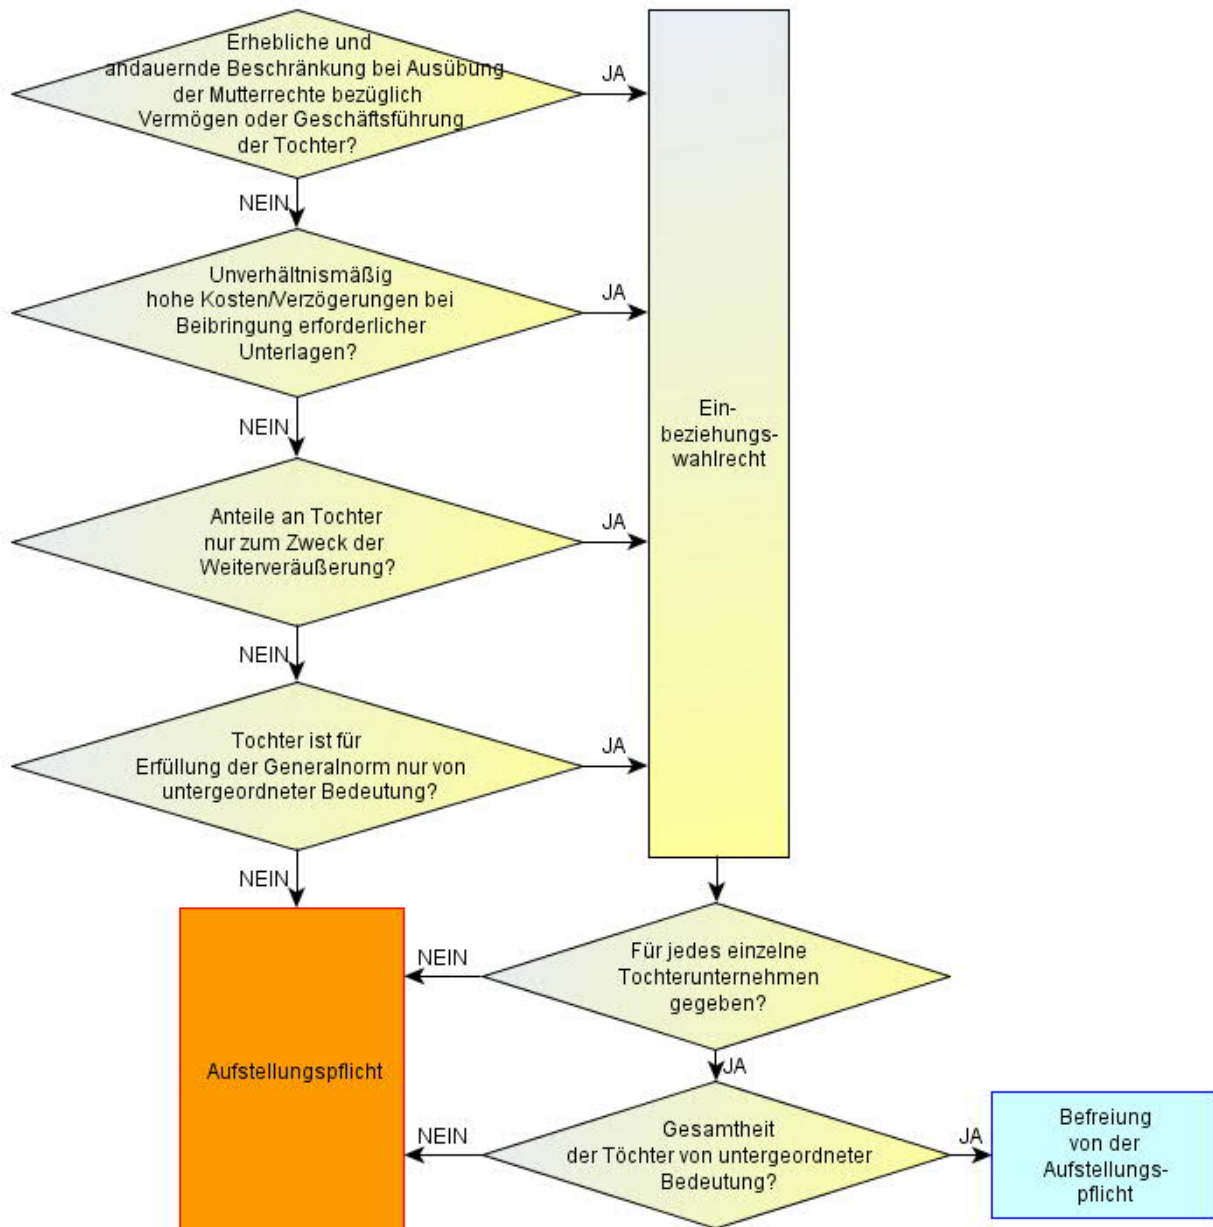 Erhebliche und
andauernde Beschränkung bei Ausübung
der Mutterrechte bezüglich
Vermögen oder Geschäftsführung
der Tochter?
JA
NEIN
Unverhältnismäßig
hohe Kosten/Verzögerungen bei
Beibringung erforderlicher
Unterlagen?
JA
NEIN
Anteile an Tochter
nur zum Zweck der
Weiterveräußerung?
JA
NEIN
Tochter ist für
Erfüllung der Generalnorm nur von
untergeordneter Bedeutung?
JA
NEIN
Ein-
beziehungs-
wahlrecht
Für jedes einzelne
Tochterunternehmen
gegeben?
NEIN
JA
Aufstellungspflicht
Gesamtheit
der Töchter von untergeordneter
Bedeutung?
NEIN
JA
Befreiung
von der
Aufstellungs-
pflicht